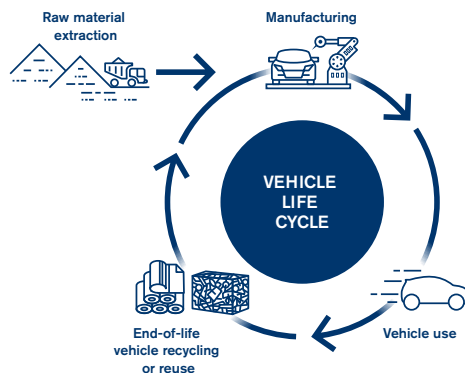 Raw material
extraction
Manufacturing
VEHICLE
LIFE
CYCLE
Vehicle use
End-of-life
vehicle recycling
or reuse